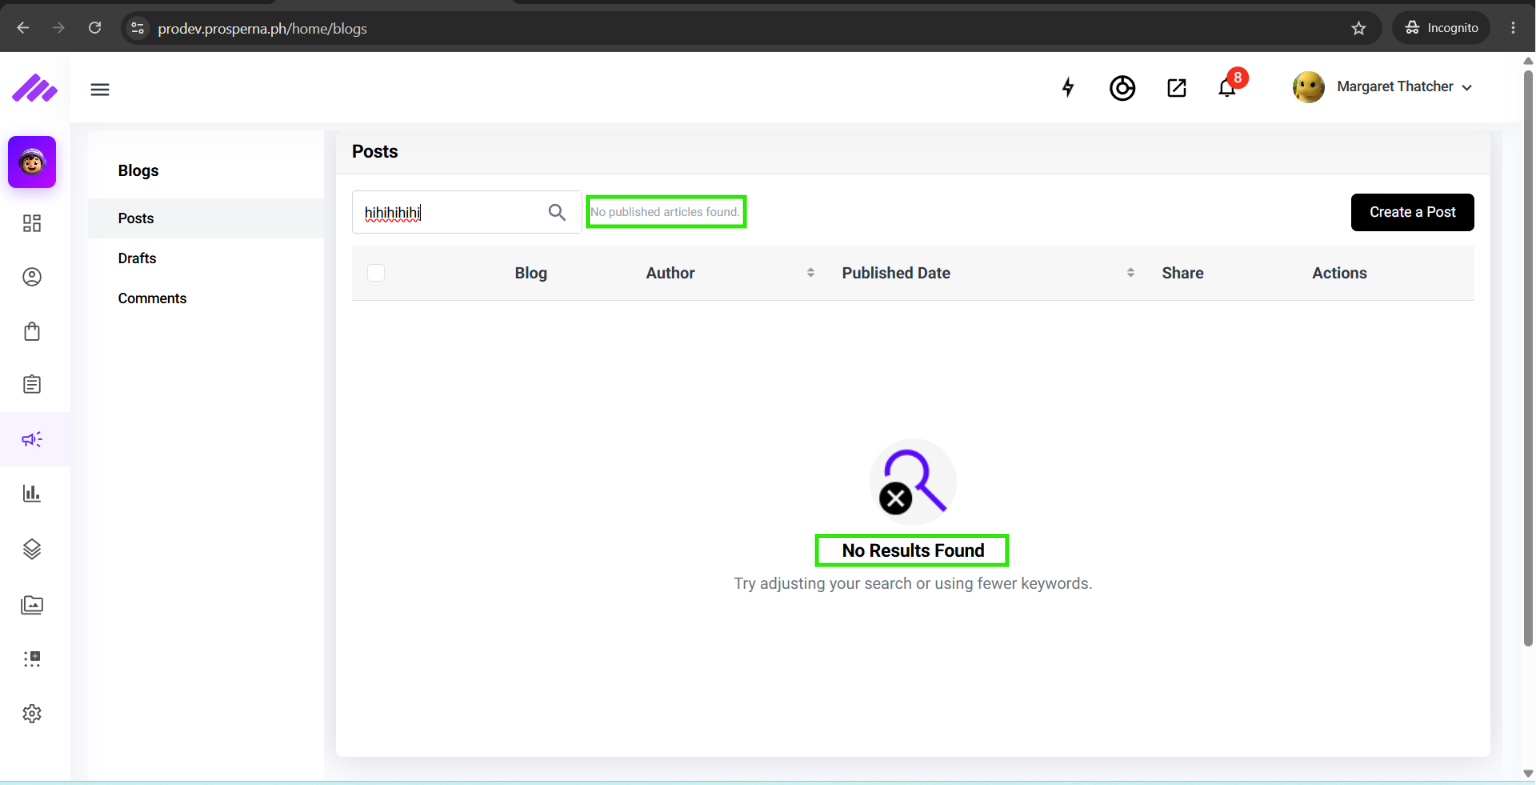 prodev.prosperna.ph/home/blogs
Incognito
8
Margaret Thatcher
Blogs
Posts
Drafts
Comments
Posts
hihihihihi
No published articles found.
Create a Post
Blog Author Published Date Share Actions
No Results Found
Try adjusting your search or using fewer keywords.